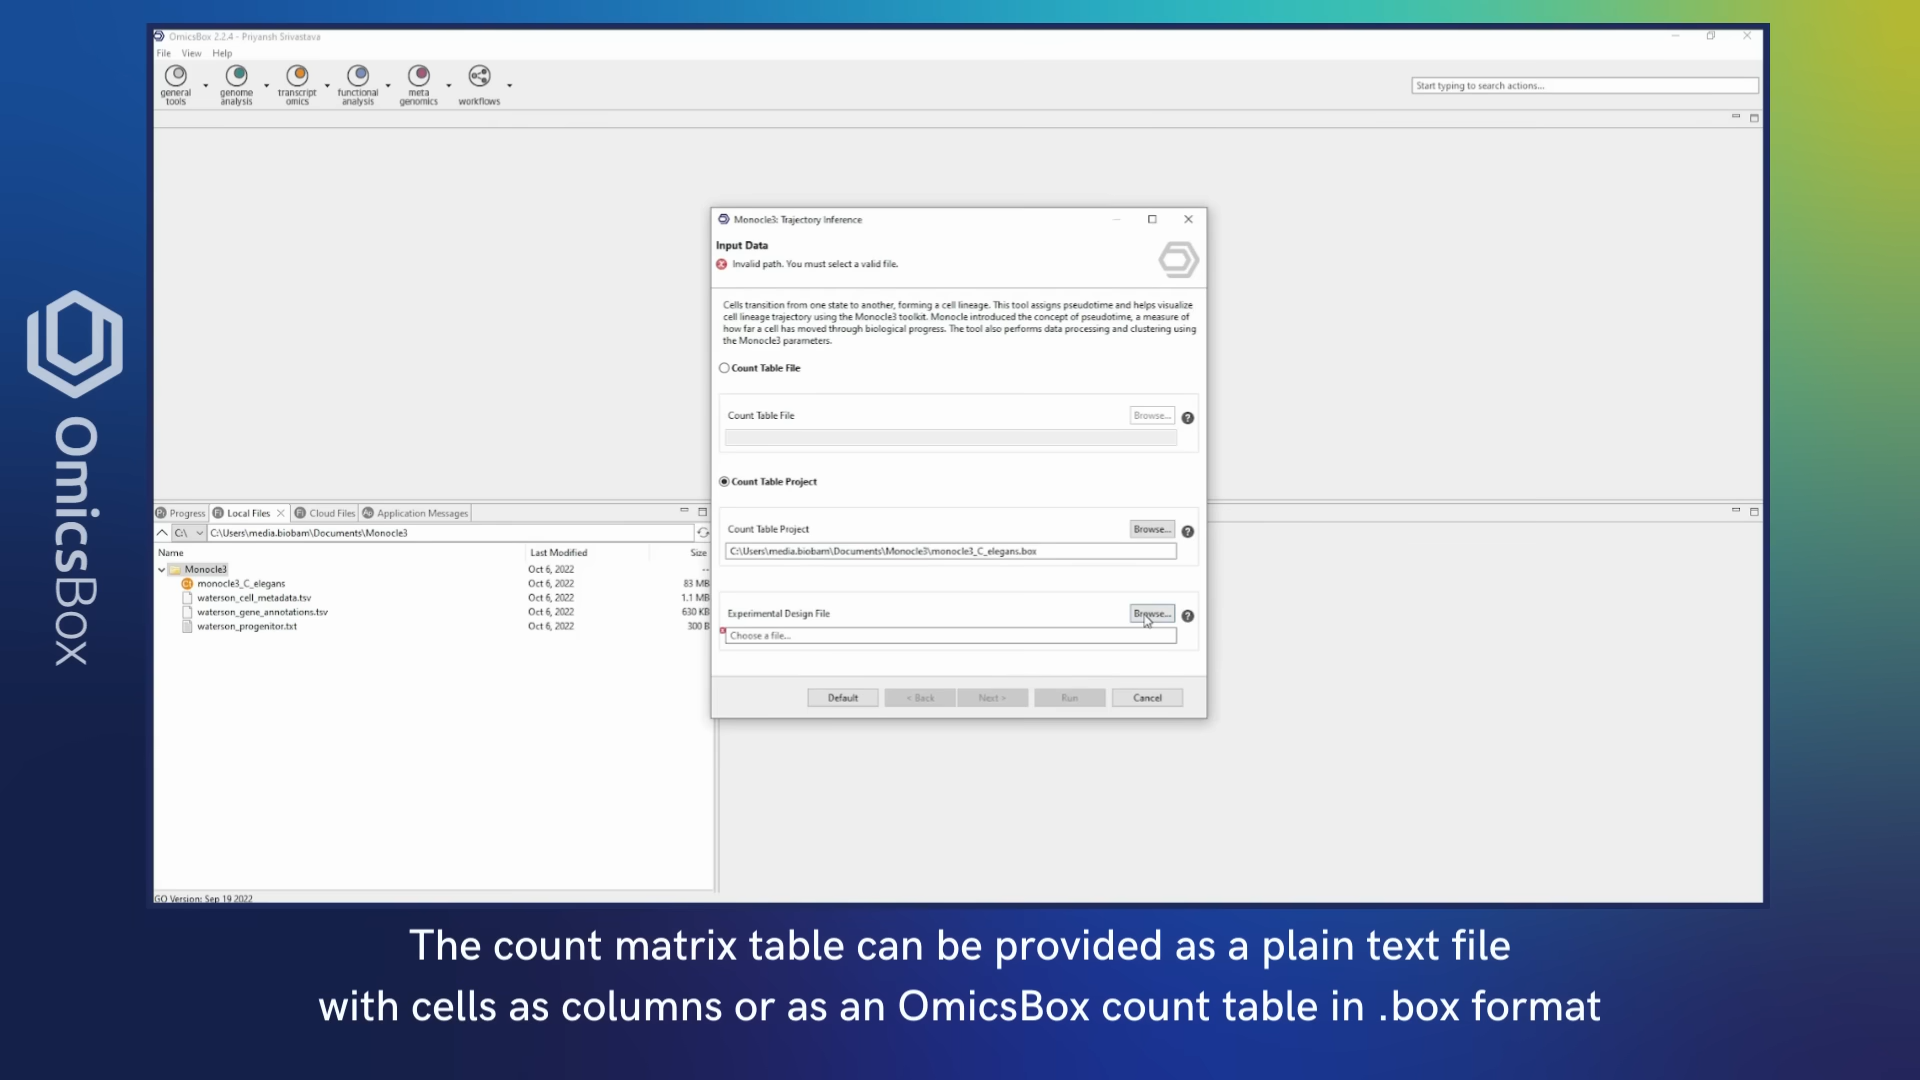 OmicsBox 2.2.4 - Priyansh Srivastava
File View Help
general tools
genome analysis
transcript omics
functional analysis
meta genomics
workflows
Start typing to search actions...
Monocle3: Trajectory Inference
Input Data
Invalid path. You must select a valid file.
Cells transition from one state to another, forming a cell lineage. This tool assigns pseudotime and helps visualize
cell lineage trajectory using the Monocle3 toolkit. Monocle introduced the concept of pseudotime, a measure of
how far a cell has moved through biological progress. The tool also performs data processing and clustering using
the Monocle3 parameters.
Count Table File
Count Table File Browse...
Count Table Project
Count Table Project Browse...
C:\Users\media.biobam\Documents\Monocle3\monocle3_C_elegans.box
Experimental Design File Browse...
Choose a file...
Default < Back Next > Run Cancel
Progress Local Files Cloud Files Application Messages
C:\ C:\Users\media.biobam\Documents\Monocle3
Name Last Modified Size
Monocle3 Oct 6, 2022 --
monocle3_C_elegans Oct 6, 2022 83 MB
waterson_cell_metadata.tsv Oct 6, 2022 1.1 MB
waterson_gene_annotations.tsv Oct 6, 2022 630 KB
waterson_progenitor.txt Oct 6, 2022 300 B
GO Version: Sep 19 2022
OmicsBox
The count matrix table can be provided as a plain text file
with cells as columns or as an OmicsBox count table in .box format